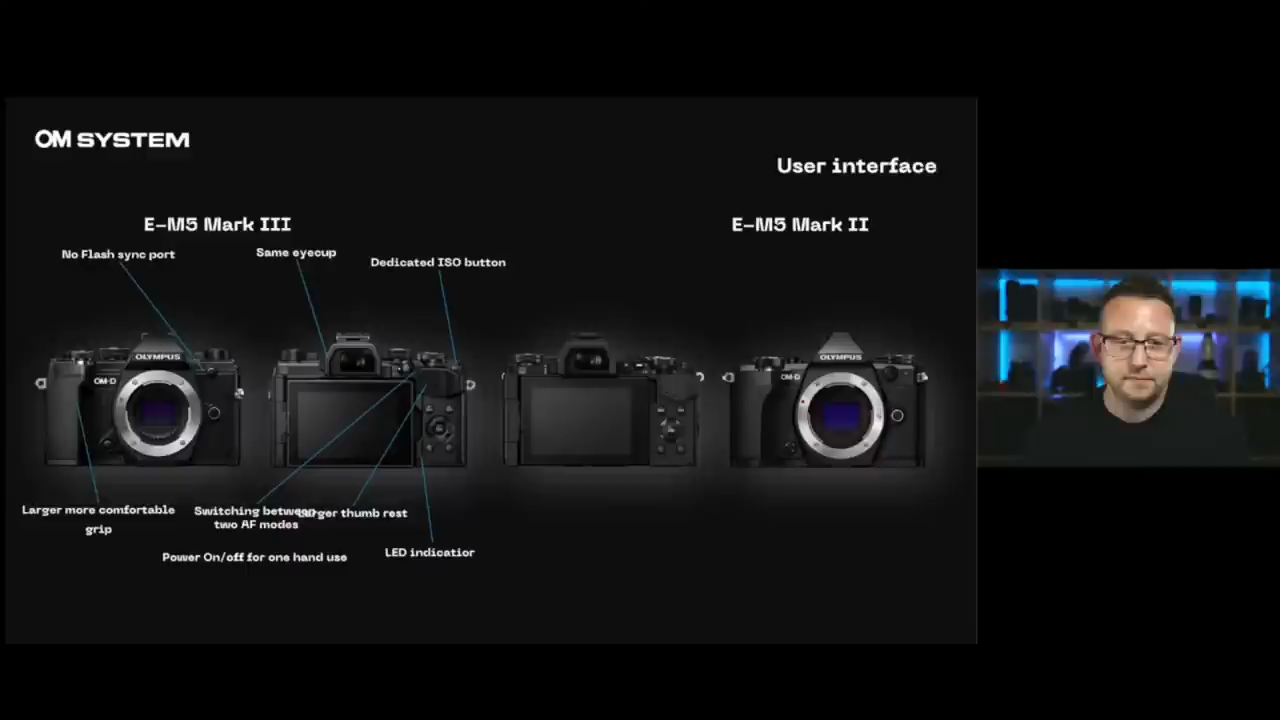 OM SYSTEM
User interface
E-M5 Mark III
E-M5 Mark II
No Flash sync port
Same eyecup
Dedicated ISO button
OLYMPUS
OM-D
OLYMPUS
OM-D
Larger more comfortable
grip
Switching between
two AF modes
Larger thumb rest
Power On/off for one hand use
LED indicatior